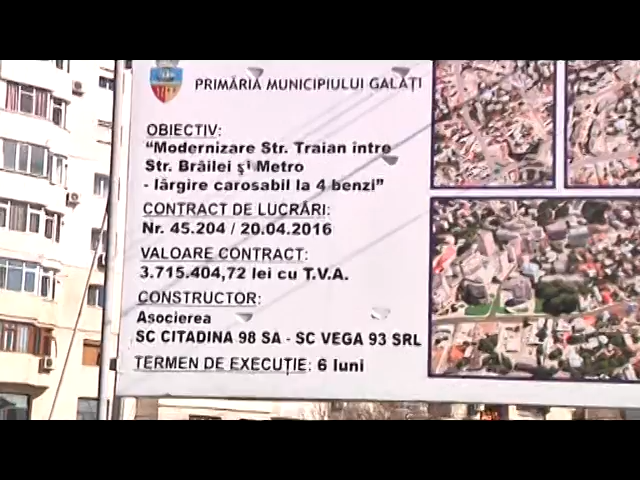 PRIMĂRIA MUNICIPIULUI GALAȚI
OBIECTIV:
“Modernizare Str. Traian între
Str. Brăilei și Metro
- lărgire carosabil la 4 benzi”
CONTRACT DE LUCRĂRI:
Nr. 45.204 / 20.04.2016
VALOARE CONTRACT:
3.715.404,72 lei cu T.V.A.
CONSTRUCTOR:
Asocierea
SC CITADINA 98 SA - SC VEGA 93 SRL
TERMEN DE EXECUȚIE: 6 luni